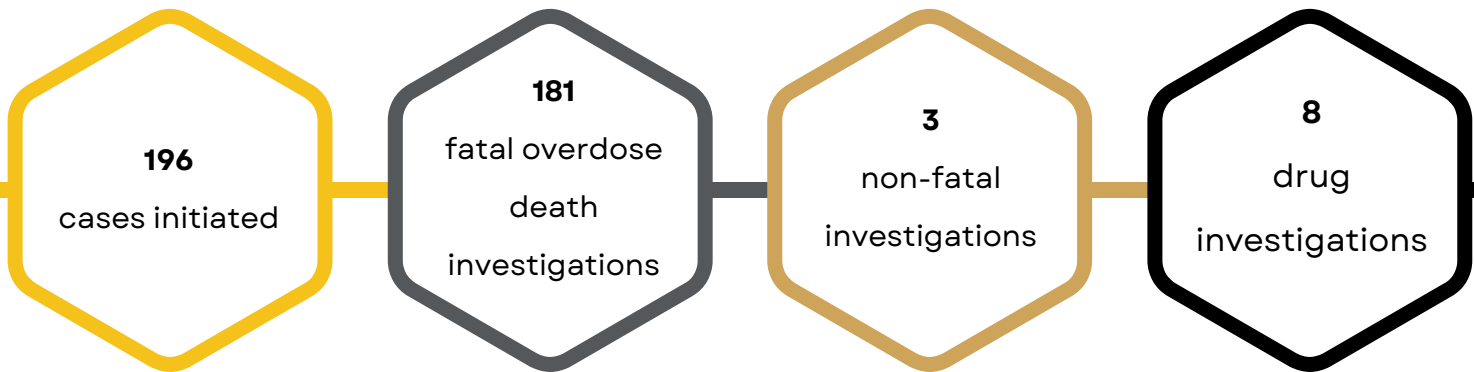 196
cases initiated
181
fatal overdose
death
investigations
3
non-fatal
investigations
8
drug
investigations